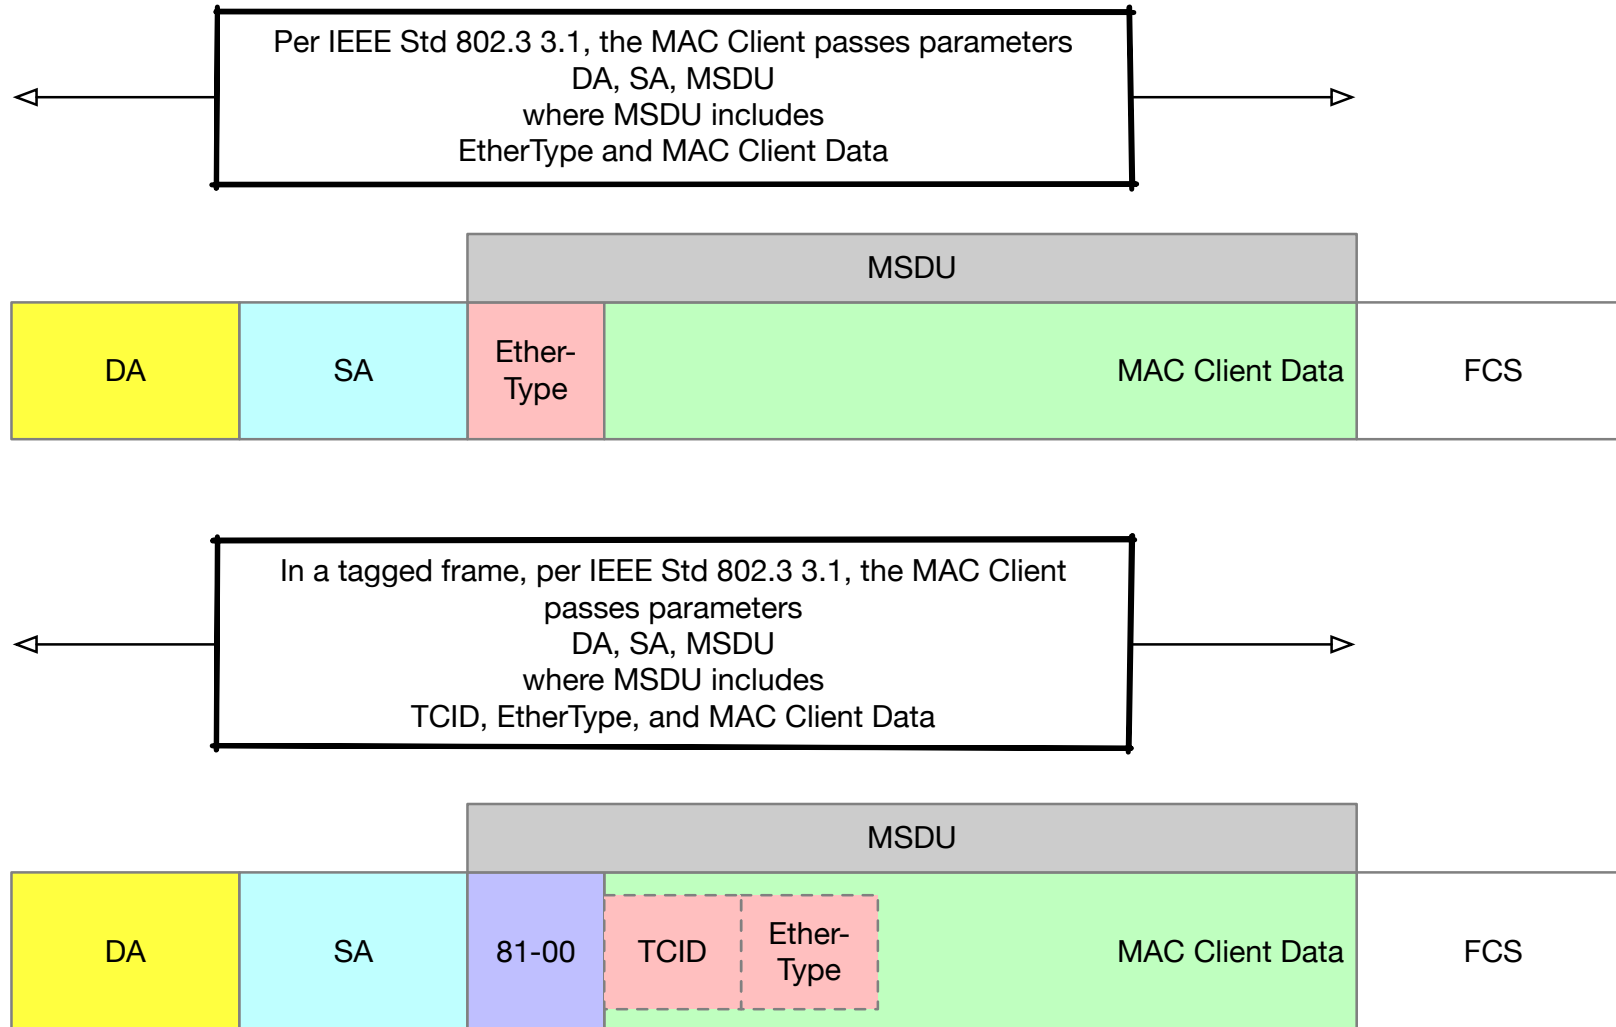 Per IEEE Std 802.3 3.1, the MAC Client passes parameters
DA, SA, MSDU
where MSDU includes
EtherType and MAC Client Data
MSDU
DA
SA
Ether-
Type
MAC Client Data
FCS
In a tagged frame, per IEEE Std 802.3 3.1, the MAC Client
passes parameters
DA, SA, MSDU
where MSDU includes
TCID, EtherType, and MAC Client Data
MSDU
DA
SA
81-00
TCID
Ether-
Type
MAC Client Data
FCS